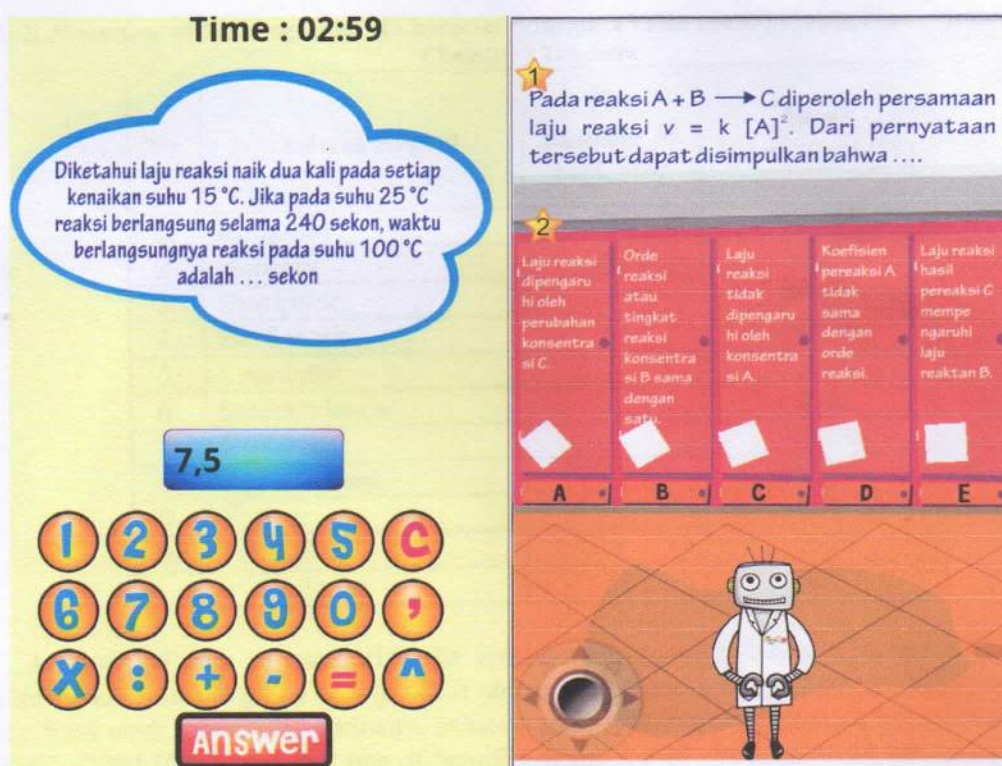 Time : 02:59
Diketahui laju reaksi naik dua kali pada setiap
kenaikan suhu 15 °C. Jika pada suhu 25 °C
reaksi berlangsung selama 240 sekon, waktu
berlangsungnya reaksi pada suhu 100 °C
adalah ... sekon
7,5
1 2 3 4 5 C
6 7 8 9 0 ,
X : + - = ^
Answer
1
Pada reaksi A + B ⟶ C diperoleh persamaan
laju reaksi v = k [A]². Dari pernyataan
tersebut dapat disimpulkan bahwa ....
2
Laju reaksi
dipengaru
hi oleh
perubahan
konsentra
si C.
Orde
reaksi
atau
tingkat
reaksi
konsentra
si B sama
dengan
satu.
Laju
reaksi
tidak
dipengaru
hi oleh
konsentra
si A.
Koefisien
pereaksi A
tidak
sama
dengan
orde
reaksi.
Laju reaksi
hasil
pereaksi C
mempe
ngaruhi
laju
reaktan B.
A B C D E